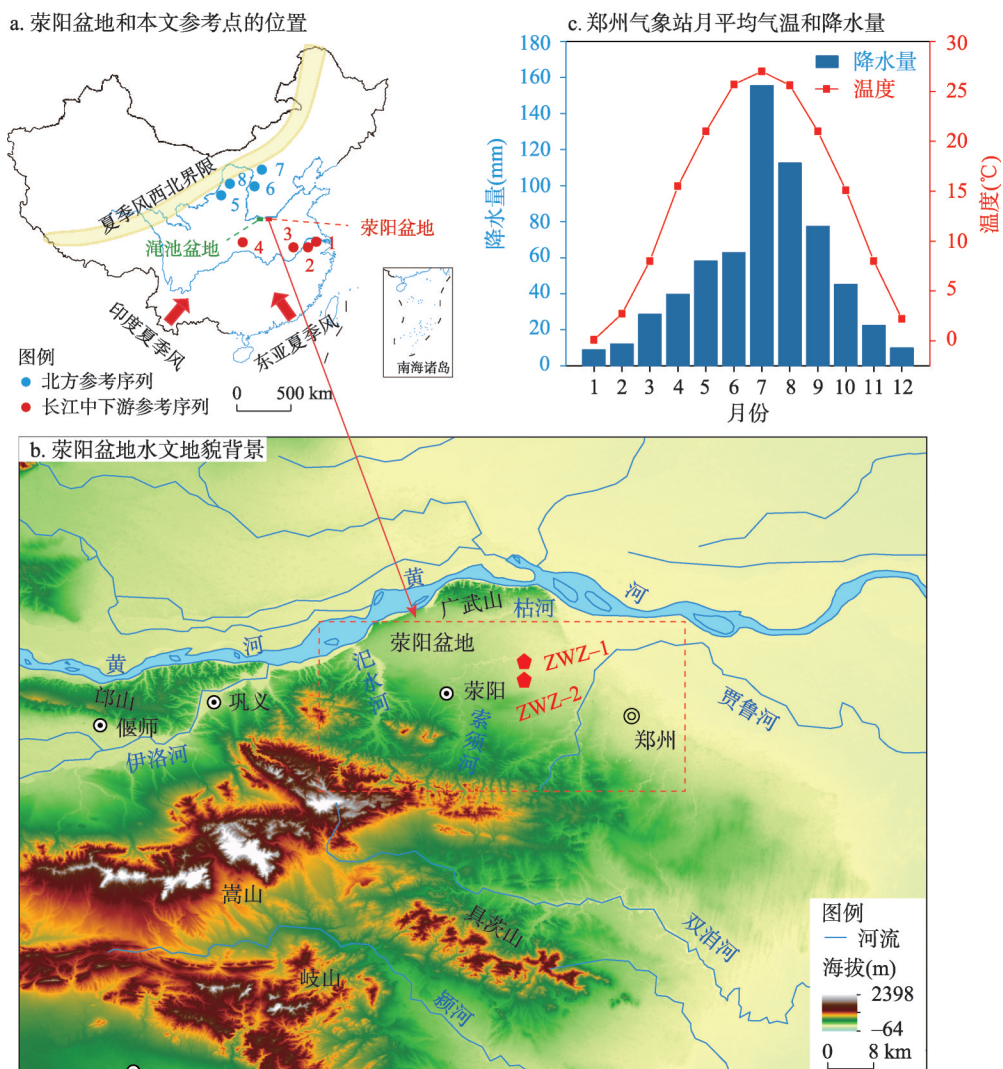 a. 荥阳盆地和本文参考点的位置
夏季风西北界限
7
8
6
5
渑池盆地
荥阳盆地
3
1
4
2
印度夏季风
东亚夏季风
南海诸岛
图例
北方参考序列
长江中下游参考序列
0 500 km
c. 郑州气象站月平均气温和降水量
降水量
温度
降水量(mm)
180
160
140
120
100
80
60
40
20
0
温度(℃)
30
25
20
15
10
5
0
1 2 3 4 5 6 7 8 9 10 11 12
月份
b. 荥阳盆地水文地貌背景
黄
河
广武山
枯河
河
荥阳盆地
黄
汜水河
ZWZ–1
ZWZ–2
邙山
巩义
荥阳
偃师
索须河
贾鲁河
郑州
伊洛河
嵩山
具茨山
双洎河
岐山
颍河
图例
河流
海拔(m)
2398
–64
0 8 km